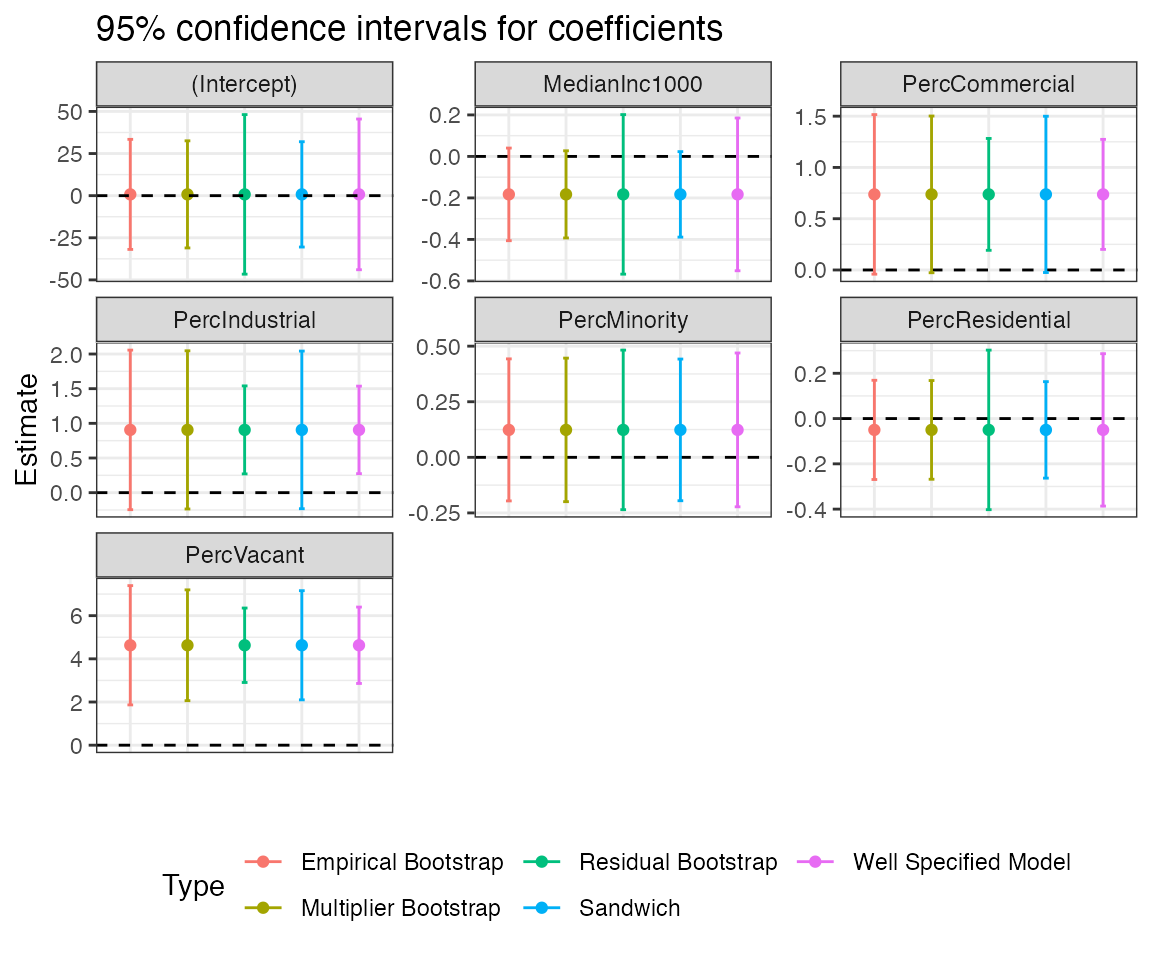 95% confidence intervals for coefficients
(Intercept)
MedianInc1000
PercCommercial
50
25
0
-25
-50
0.2
0.0
-0.2
-0.4
-0.6
1.5
1.0
0.5
0.0
PercIndustrial
PercMinority
PercResidential
2.0
1.5
1.0
0.5
0.0
0.50
0.25
0.00
-0.25
0.2
0.0
-0.2
-0.4
Estimate
PercVacant
6
4
2
0
Type
Empirical Bootstrap
Residual Bootstrap
Well Specified Model
Multiplier Bootstrap
Sandwich